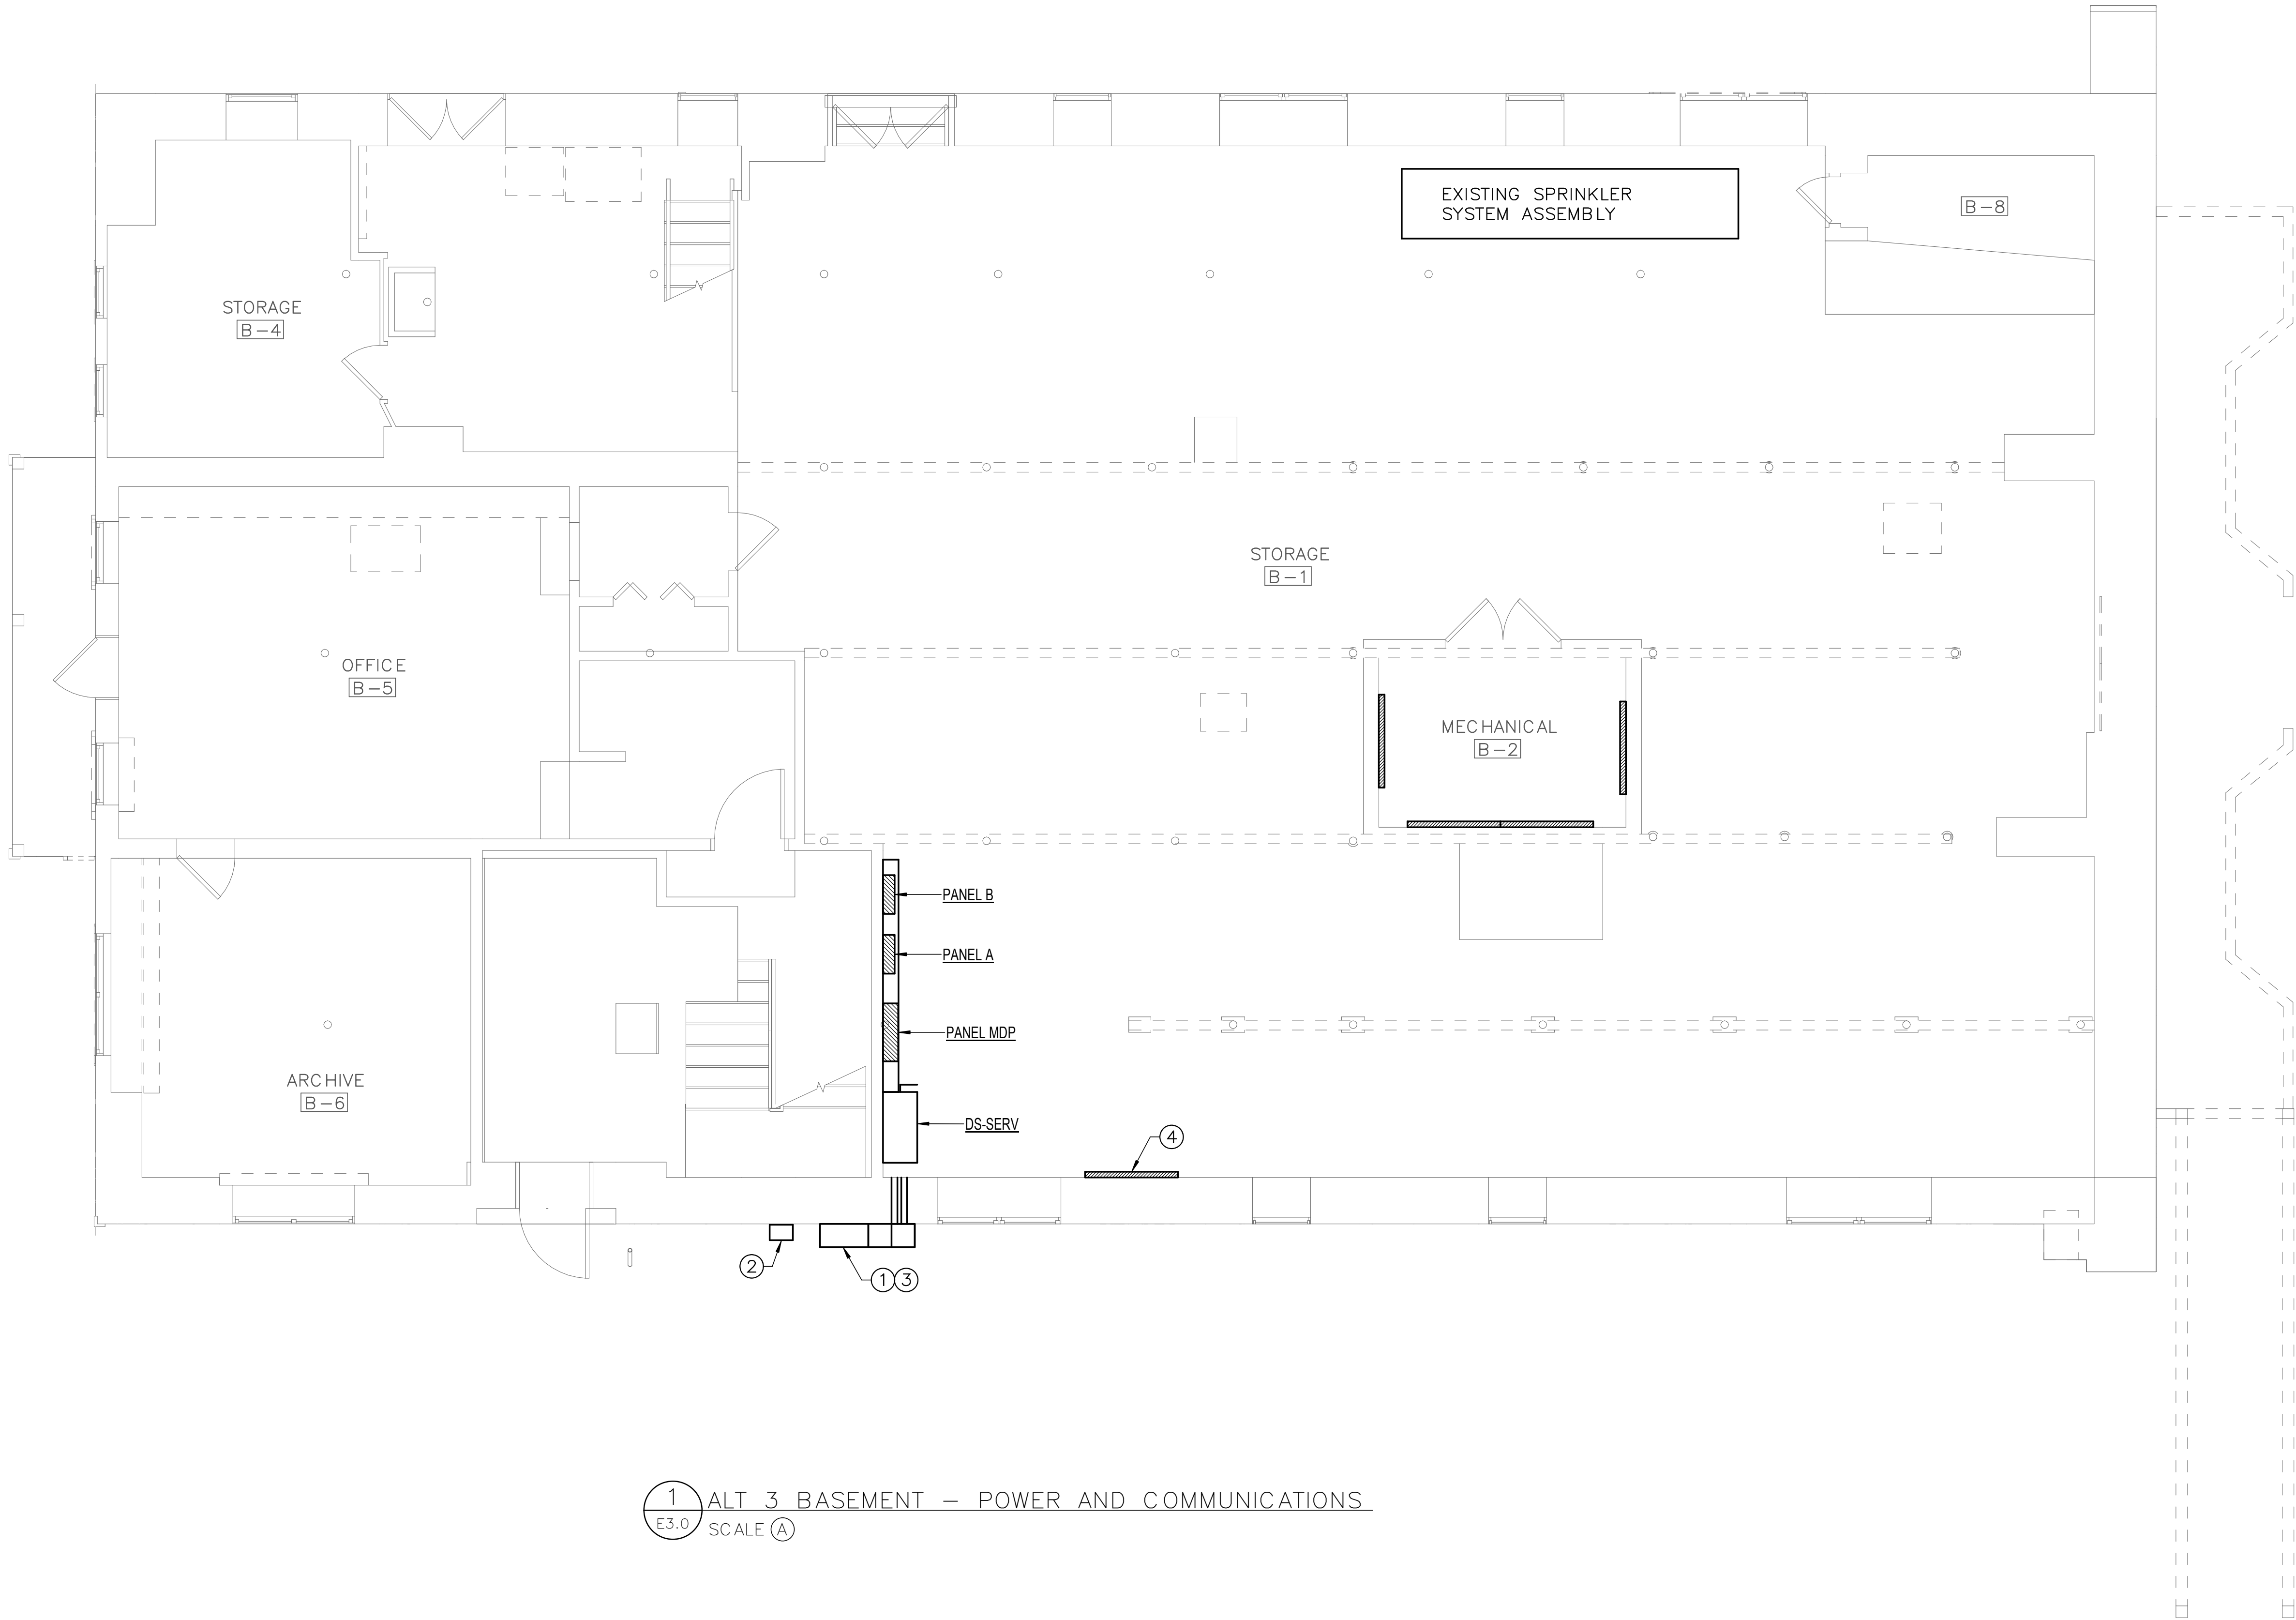 EXISTING SPRINKLER
SYSTEM ASSEMBLY
B-8
STORAGE
B-4
STORAGE
B-1
OFFICE
B-5
MECHANICAL
B-2
PANEL B
PANEL A
PANEL MDP
DS-SERV
ARCHIVE
B-6
4
2
1
3
1
E3.0
ALT 3 BASEMENT - POWER AND COMMUNICATIONS
SCALE A